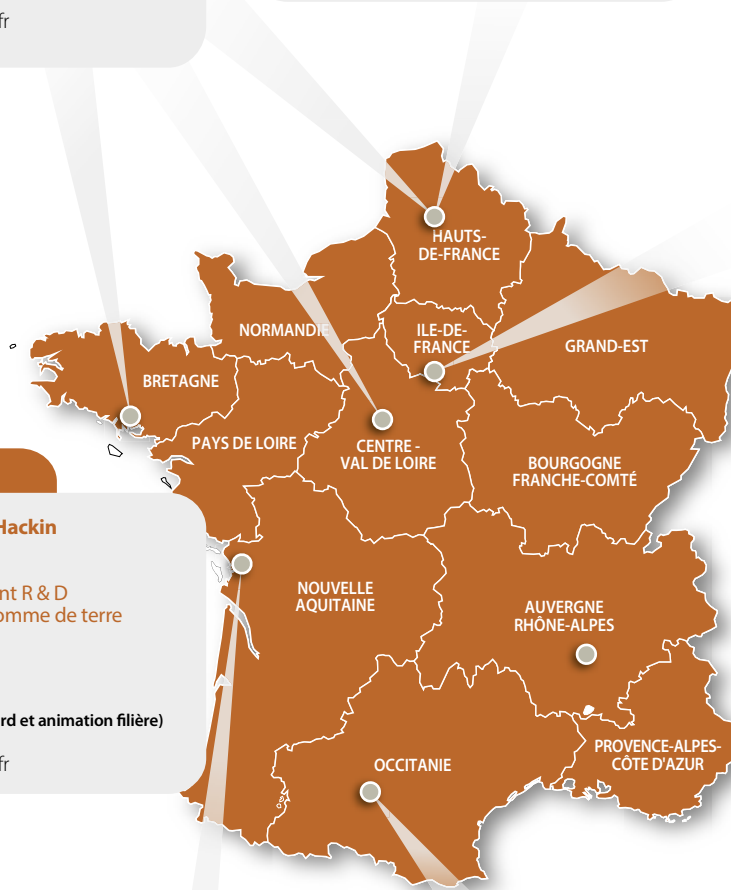 fr
HAUTS-
DE-FRANCE
NORMANDIE
ILE-DE-
FRANCE
GRAND-EST
BRETAGNE
PAYS DE LOIRE
CENTRE -
VAL DE LOIRE
BOURGOGNE
FRANCHE-COMTÉ
Hackin
nt R & D
omme de terre
rd et animation filière)
fr
NOUVELLE
AQUITAINE
AUVERGNE
RHÔNE-ALPES
OCCITANIE
PROVENCE-ALPES-
CÔTE D'AZUR